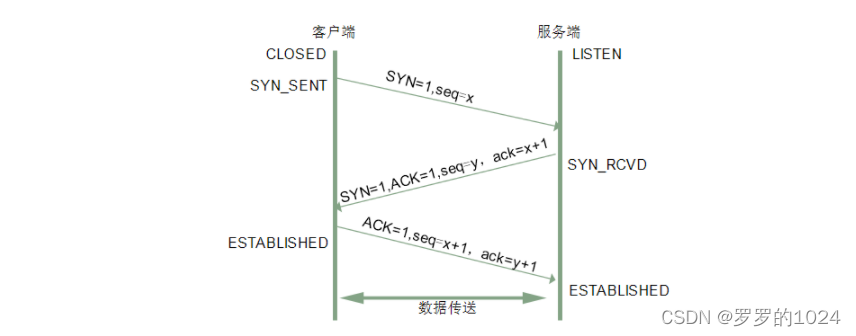 客户端
服务端
CLOSED
LISTEN
SYN_SENT
SYN=1,seq=x
SYN=1,ACK=1,seq=y，ack=x+1
SYN_RCVD
ESTABLISHED
ACK=1,seq=x+1，ack=y+1
ESTABLISHED
数据传送
CSDN @罗罗的1024